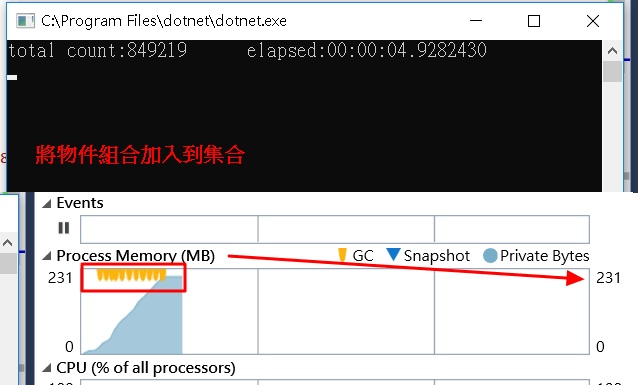 C:\Program Files\dotnet\dotnet.exe
total count:849219 elapsed:00:00:04.9282430
將物件組合加入到集合
Events
Process Memory (MB) GC Snapshot Private Bytes
231 231
0 0
CPU (% of all processors)